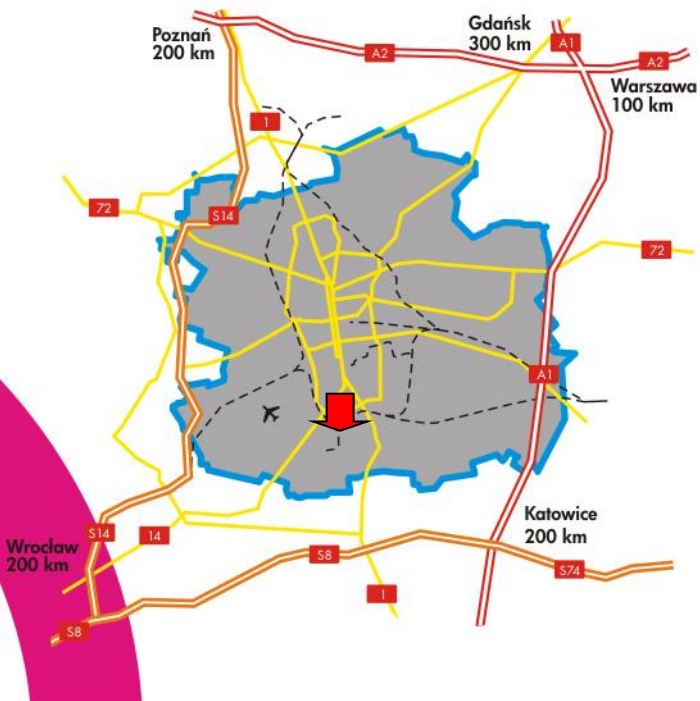 Poznań
200 km
Gdańsk
300 km
A1
A2
A2
Warszawa
100 km
1
72
S14
72
A1
Katowice
200 km
S14
14
Wrocław
200 km
S8
S74
1
S8